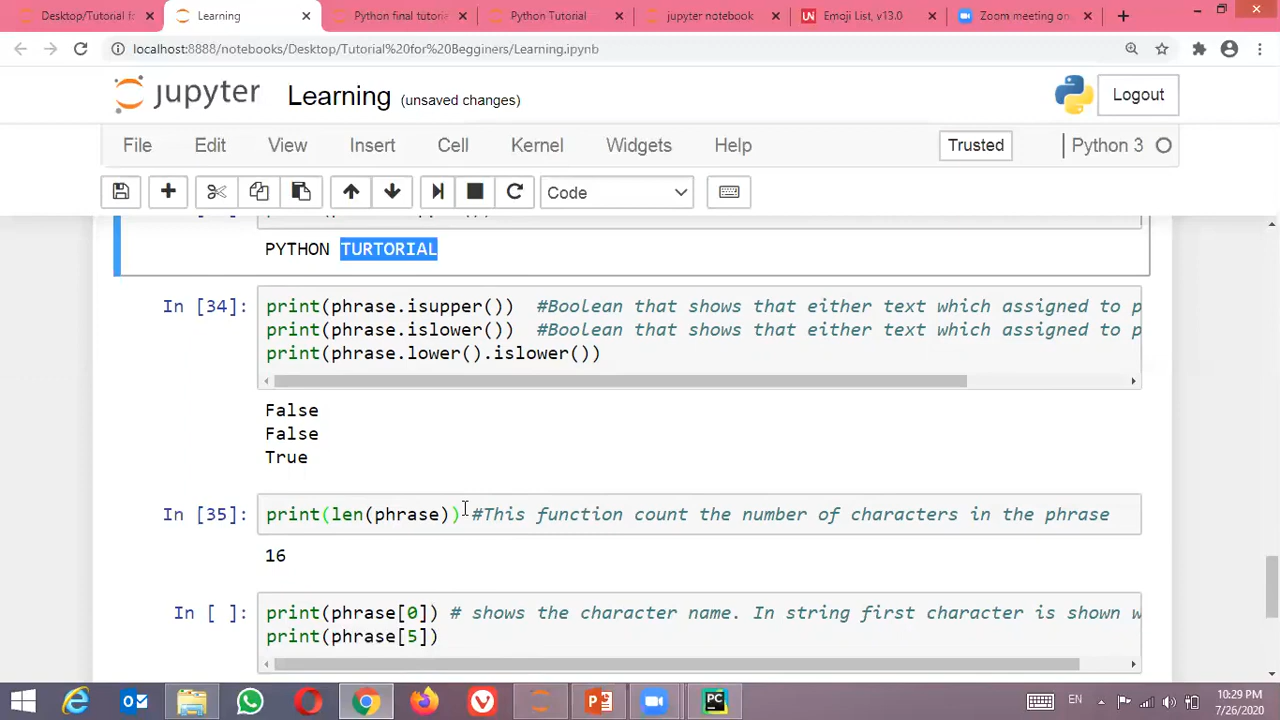 Desktop/Tutorial fo
Learning
Python final tutoria
Python Tutorial
jupyter notebook
Emoji List, v13.0
Zoom meeting on
localhost:8888/notebooks/Desktop/Tutorial%20for%20Begginers/Learning.ipynb
jupyter
Learning (unsaved changes)
Logout
File Edit View Insert Cell Kernel Widgets Help
Trusted
Python 3
Code
PYTHON TURTORIAL
In [34]: print(phrase.isupper()) #Boolean that shows that either text which assigned to p
print(phrase.islower()) #Boolean that shows that either text which assigned to p
print(phrase.lower().islower())
False
False
True
In [35]: print(len(phrase)) #This function count the number of characters in the phrase
16
In [ ]: print(phrase[0]) # shows the character name. In string first character is shown w
print(phrase[5])
EN
10:29 PM
7/26/2020